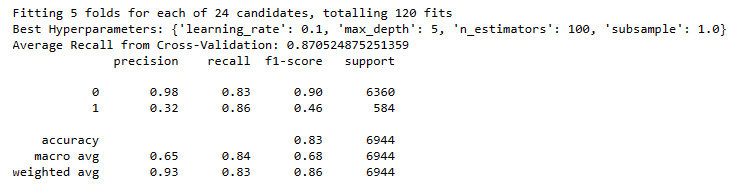 Fitting 5 folds for each of 24 candidates, totalling 120 fits
Best Hyperparameters: {'learning_rate': 0.1, 'max_depth': 5, 'n_estimators': 100, 'subsample': 1.0}
Average Recall from Cross-Validation: 0.870524875251359
precision recall f1-score support
0 0.98 0.83 0.90 6360
1 0.32 0.86 0.46 584
accuracy 0.83 6944
macro avg 0.65 0.84 0.68 6944
weighted avg 0.93 0.83 0.86 6944